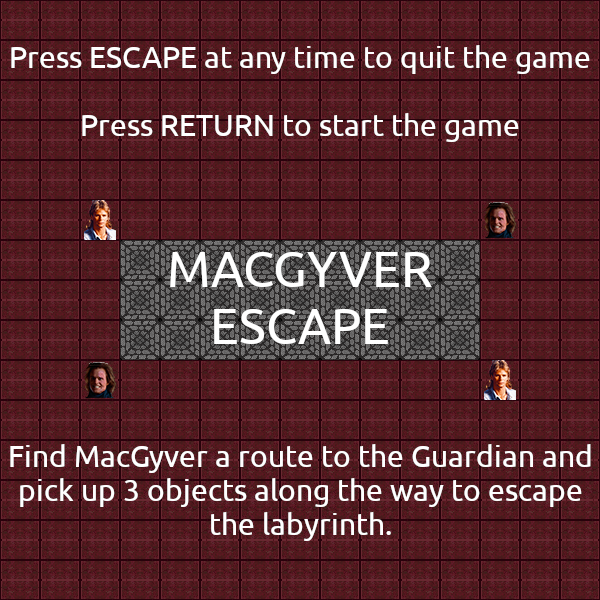 Press ESCAPE at any time to quit the game
Press RETURN to start the game
MACGYVER
ESCAPE
Find MacGyver a route to the Guardian and
pick up 3 objects along the way to escape
the labyrinth.